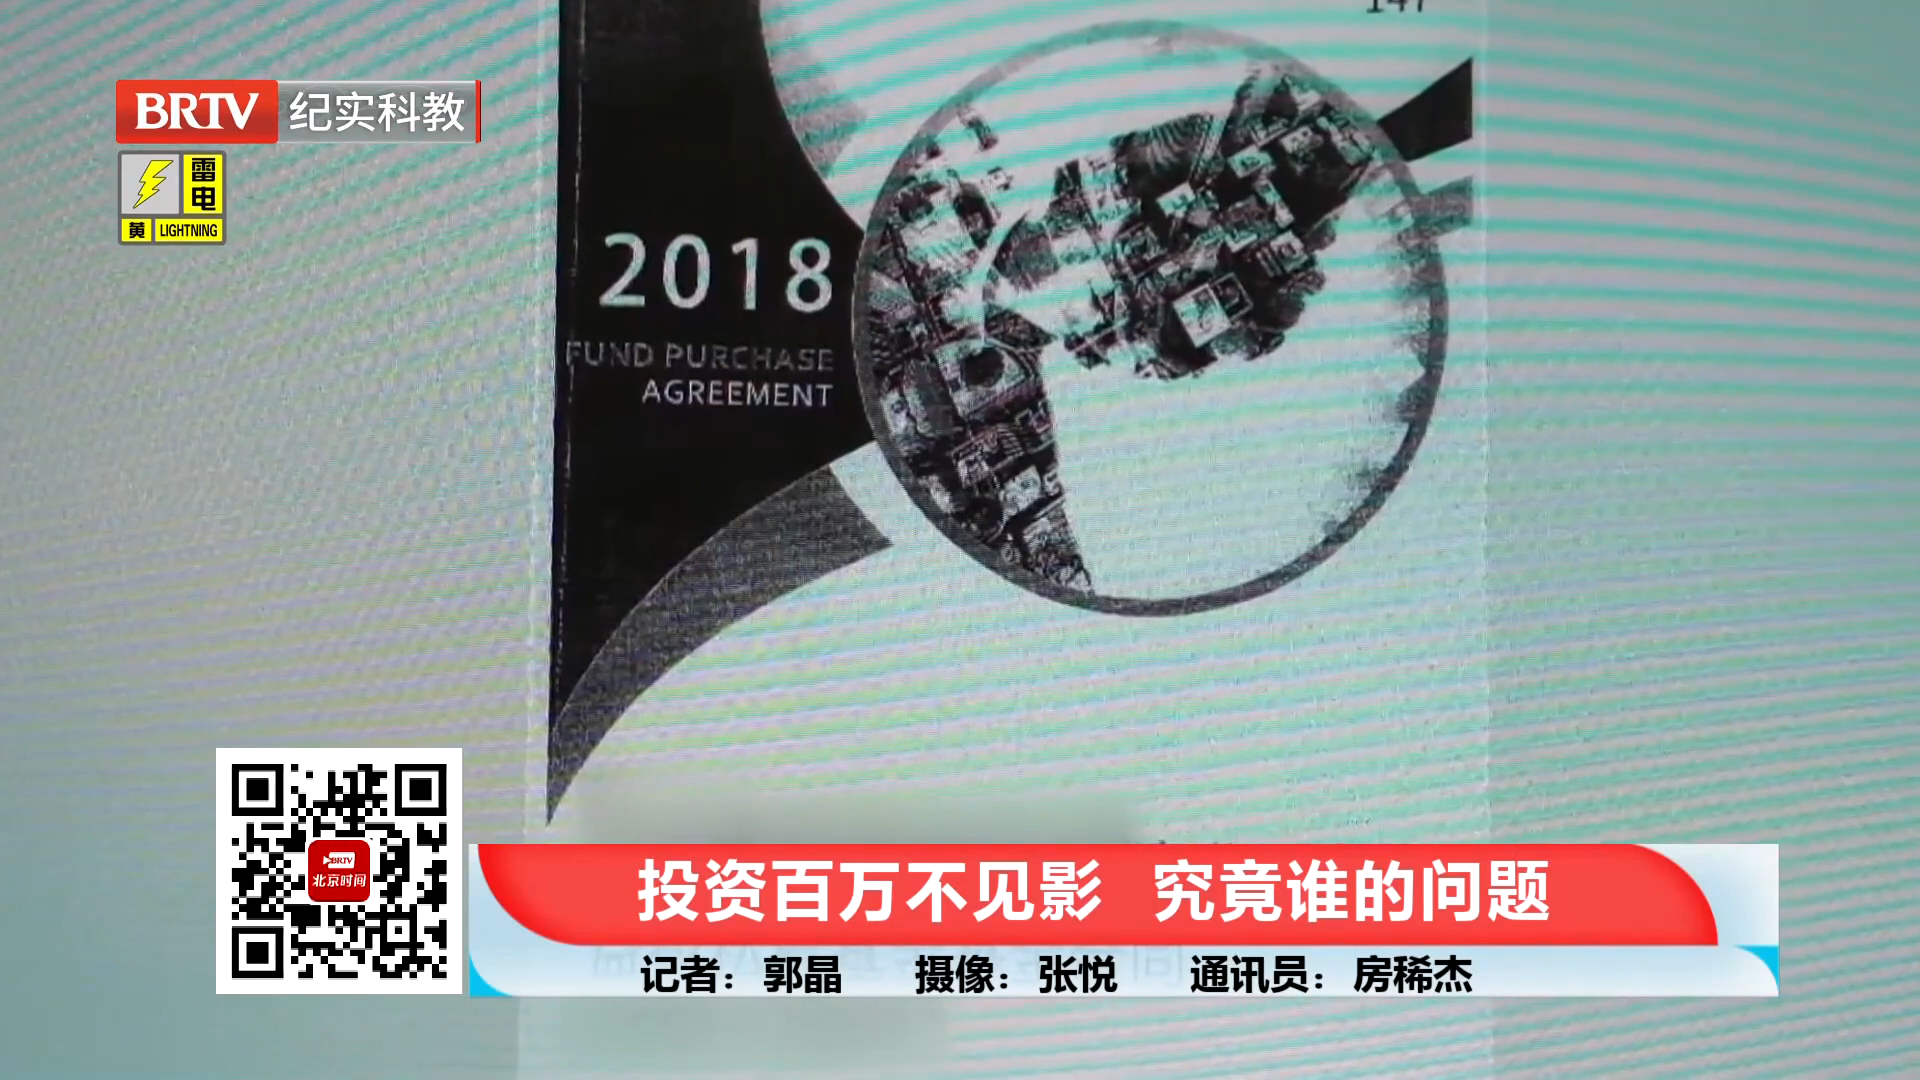 BRTV 纪实科教
雷电
黄 LIGHTNING
2018
FUND PURCHASE
AGREEMENT
BRTV
北京时间
投资百万不见影 究竟谁的问题
记者：郭晶 摄像：张悦 通讯员：房稀杰